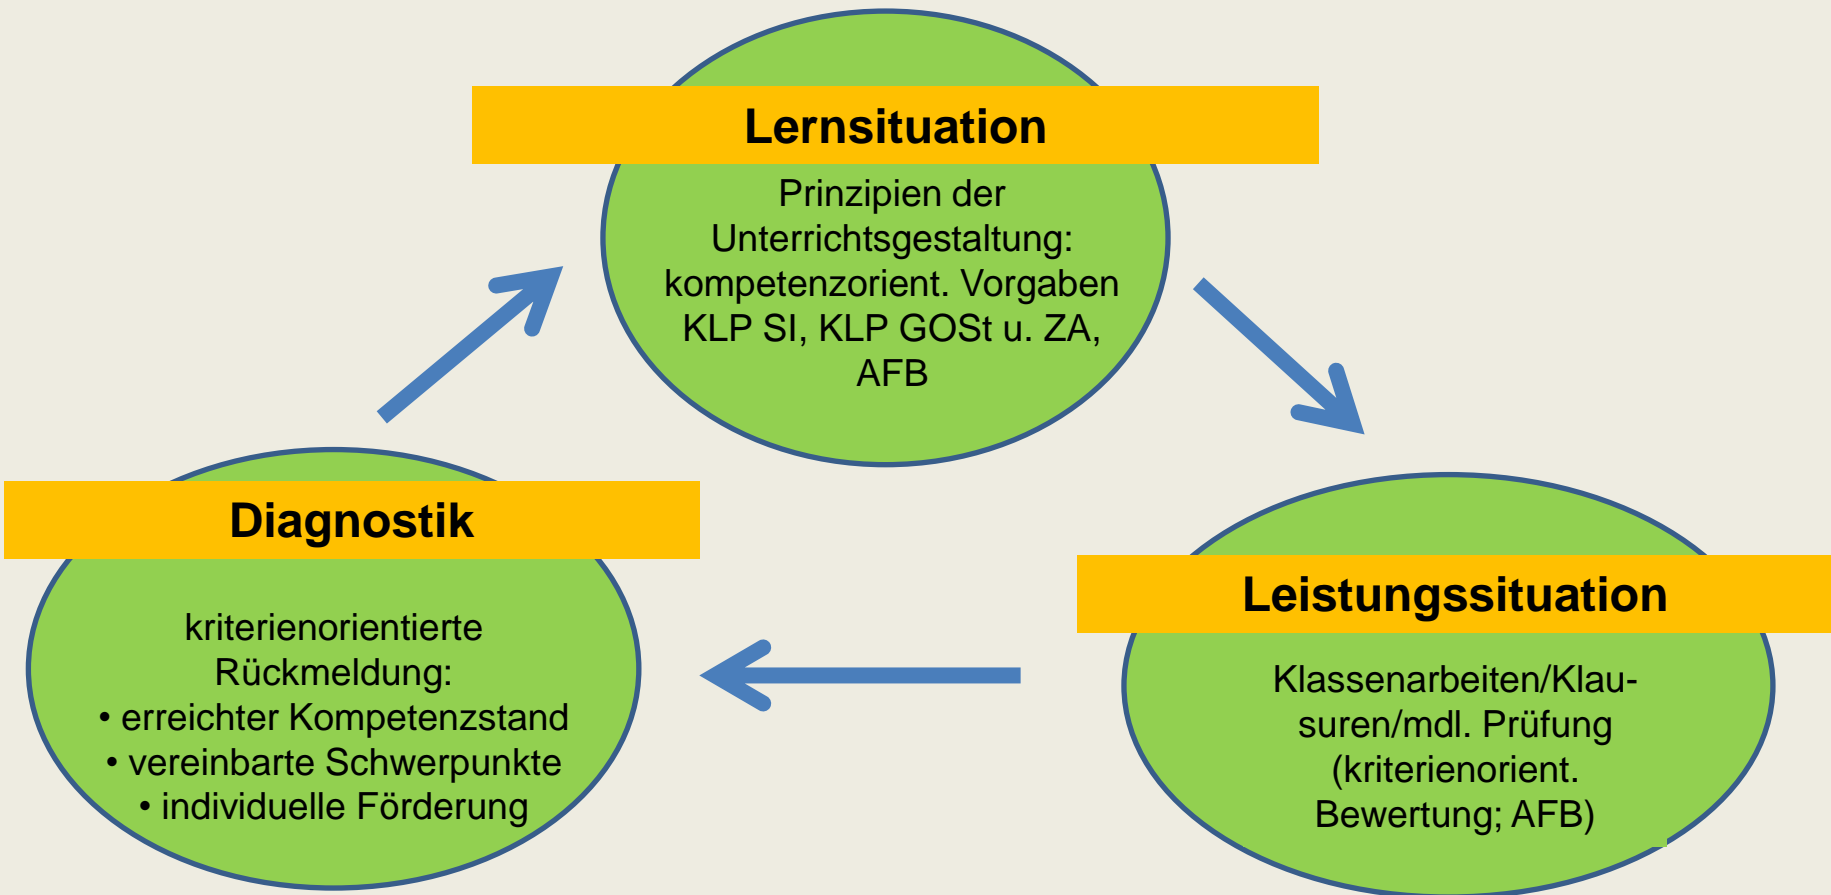 Lernsituation
Prinzipien der
Unterrichtsgestaltung:
kompetenzorient. Vorgaben
KLP SI, KLP GOSt u. ZA,
AFB
Diagnostik
kriterienorientierte
Rückmeldung:
• erreichter Kompetenzstand
• vereinbarte Schwerpunkte
• individuelle Förderung
Leistungssituation
Klassenarbeiten/Klau-
suren/mdl. Prüfung
(kriterienorient.
Bewertung; AFB)